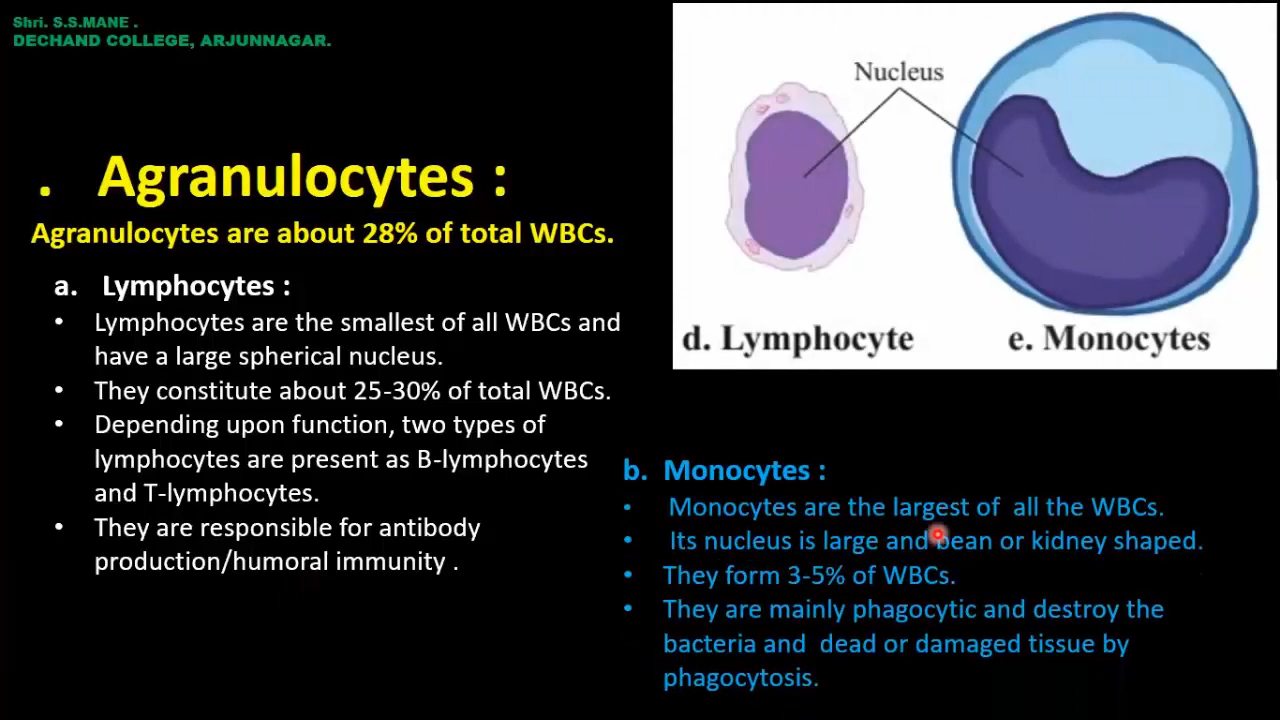 Shri. S.S.MANE .
DECHAND COLLEGE, ARJUNNAGAR.
. Agranulocytes :
Agranulocytes are about 28% of total WBCs.
a. Lymphocytes :
• Lymphocytes are the smallest of all WBCs and
have a large spherical nucleus.
• They constitute about 25-30% of total WBCs.
• Depending upon function, two types of
lymphocytes are present as B-lymphocytes
and T-lymphocytes.
• They are responsible for antibody
production/humoral immunity .
Nucleus
d. Lymphocyte
e. Monocytes
b. Monocytes :
• Monocytes are the largest of all the WBCs.
• Its nucleus is large and bean or kidney shaped.
• They form 3-5% of WBCs.
• They are mainly phagocytic and destroy the
bacteria and dead or damaged tissue by
phagocytosis.